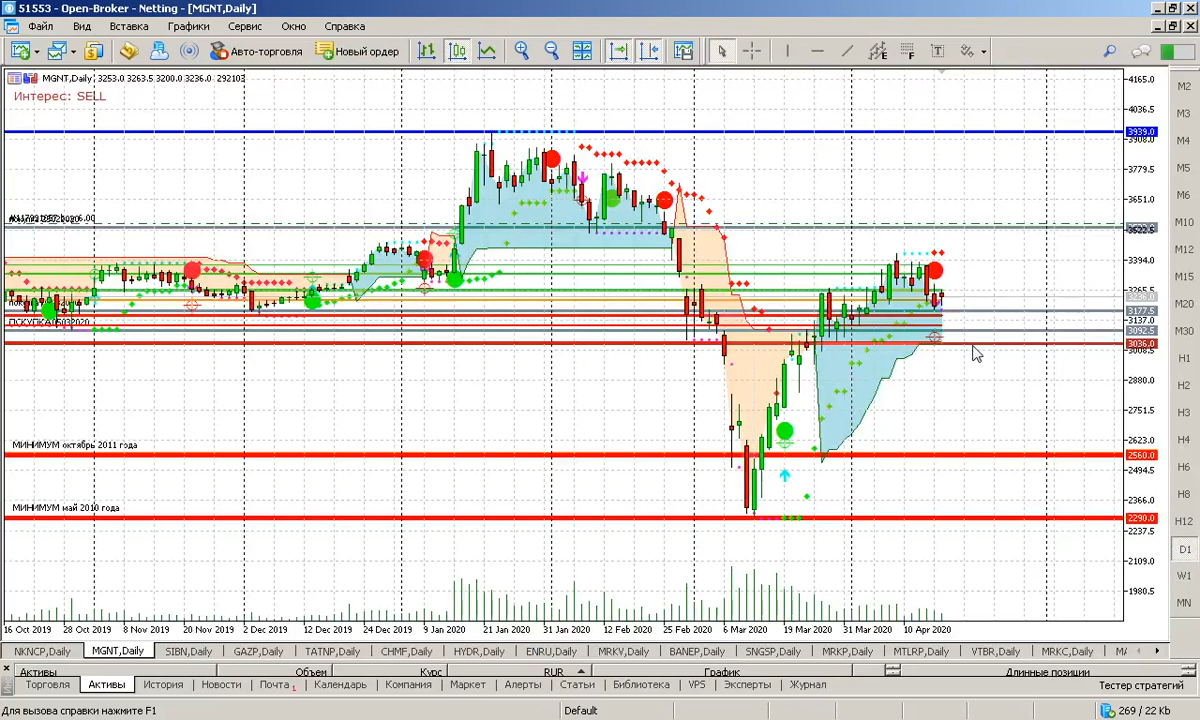 51553 - Open-Broker - Netting - [MGNT,Daily]
Файл Вид Вставка Графики Сервис Окно Справка
Авто-торговля Новый ордер
MGNT,Daily 3253.0 3263.5 3200.0 3236.0 292103
Интерес: SELL
4165.0
4036.5
3939.0
3908.0
3779.5
3651.0
3522.5
3394.0
3265.5
3236.0
3177.5
3137.0
3092.5
3036.0
3008.5
2880.0
2751.5
2623.0
2560.0
2494.5
2366.0
2290.0
2237.5
2109.0
1980.5
МИНИМУМ октябрь 2011 года
МИНИМУМ май 2010 года
16 Oct 2019 28 Oct 2019 8 Nov 2019 20 Nov 2019 2 Dec 2019 12 Dec 2019 24 Dec 2019 9 Jan 2020 21 Jan 2020 31 Jan 2020 12 Feb 2020 25 Feb 2020 6 Mar 2020 19 Mar 2020 31 Mar 2020 10 Apr 2020
M2
M3
M4
M5
M6
M10
M12
M15
M20
M30
H1
H2
H3
H4
H6
H8
H12
D1
W1
MN
NKNCP,Daily MGNT,Daily SIBN,Daily GAZP,Daily TATNP,Daily CHMF,Daily HYDR,Daily ENRU,Daily MRKV,Daily BANEP,Daily SNGSP,Daily MRKP,Daily MTLRP,Daily VTBR,Daily MRKC,Daily
Активы Объем Курс RUR График Длинные позиции
Торговля Активы История Новости Почта 1 Календарь Компания Маркет Алерты Статьи Библиотека VPS Эксперты Журнал Тестер стратегий
Для вызова справки нажмите F1 Default 269 / 22 Kb